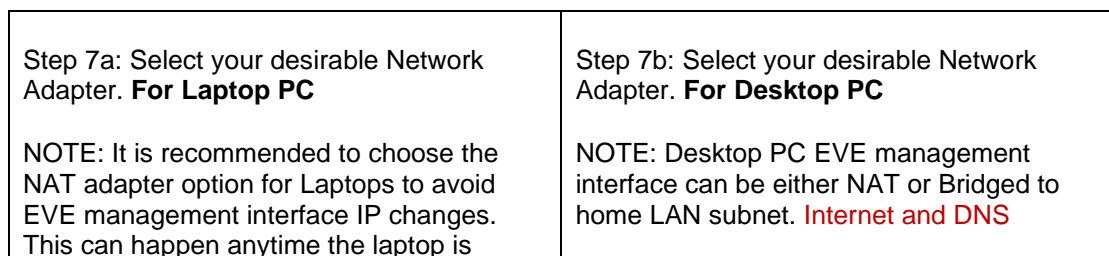 Step 7a: Select your desirable Network
Adapter. For Laptop PC
NOTE: It is recommended to choose the
NAT adapter option for Laptops to avoid
EVE management interface IP changes.
This can happen anytime the laptop is
Step 7b: Select your desirable Network
Adapter. For Desktop PC
NOTE: Desktop PC EVE management
interface can be either NAT or Bridged to
home LAN subnet. Internet and DNS